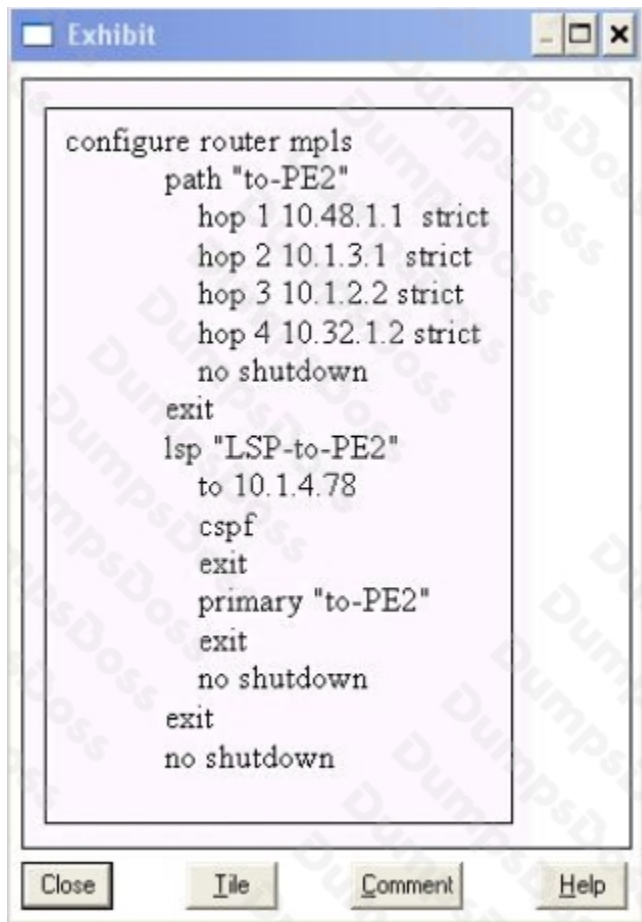 Exhibit
configure router mpls
path "to-PE2"
hop 1 10.48.1.1 strict
hop 2 10.1.3.1 strict
hop 3 10.1.2.2 strict
hop 4 10.32.1.2 strict
no shutdown
exit
lsp "LSP-to-PE2"
to 10.1.4.78
cspf
exit
primary "to-PE2"
exit
no shutdown
exit
no shutdown
Close Tile Comment Help
DumpsDoss